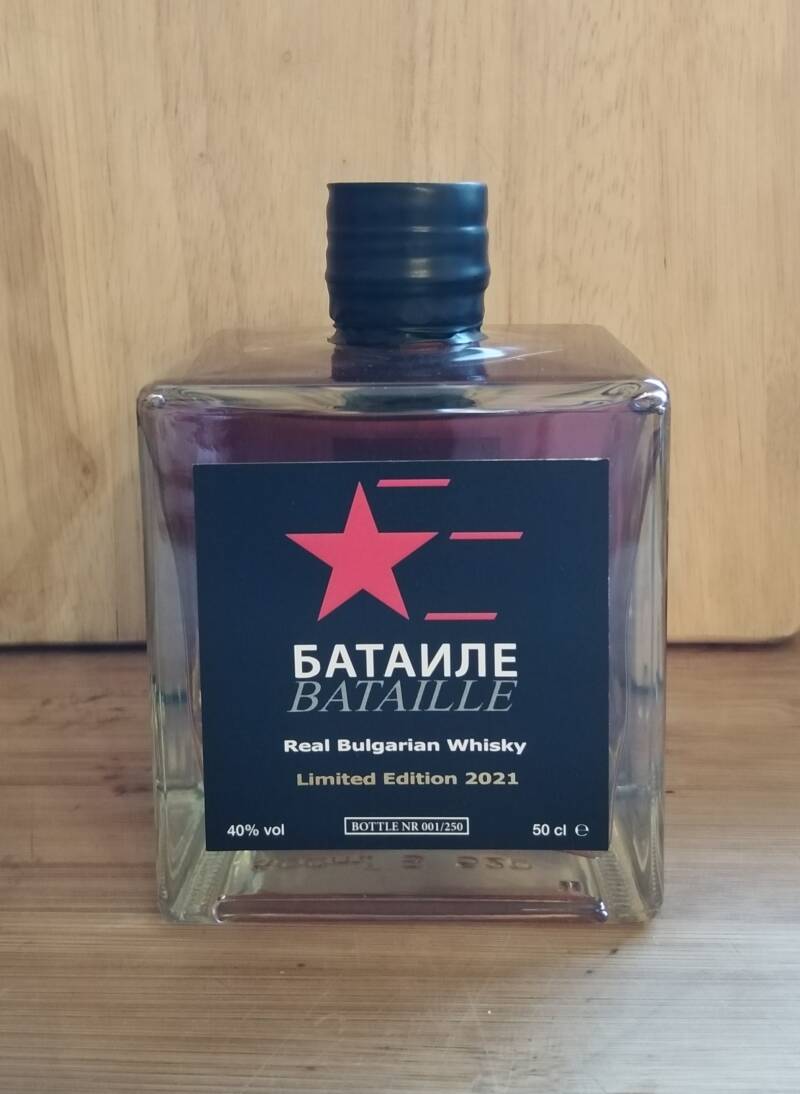 БАТАИЛЕ
BATAILLE
Real Bulgarian Whisky
Limited Edition 2021
40% vol BOTTLE NR 001/250 50 cl ℮